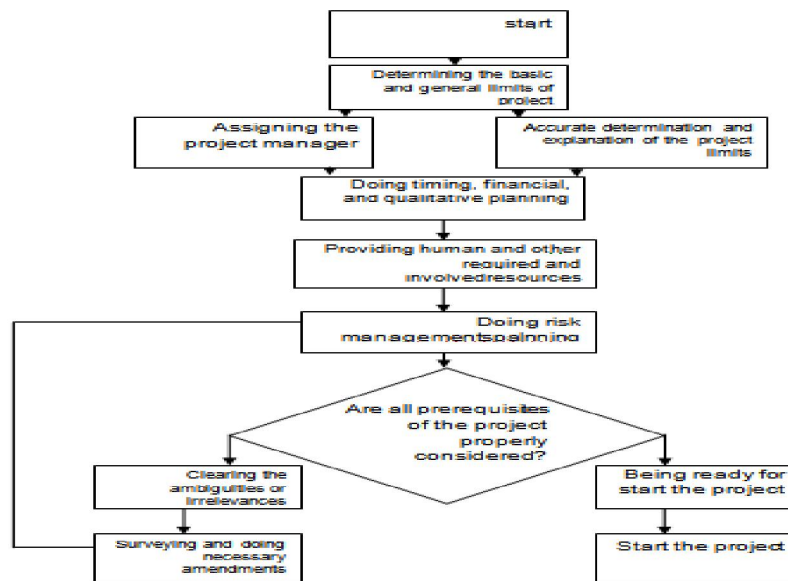 start
Determining the basic
and general limits of
project
Assigning the
project manager
Accurate determination and
explanation of the project
limits
Doing timing, financial,
and qualitative planning
Providing human and other
required and
involvedresources
Doing risk
managementspalnning
Are all prerequisites
of the project
properly
considered?
Clearing the
ambiguities or
irrelevances
Being ready for
start the project
Surveying and doing
necessary
amendments
Start the project